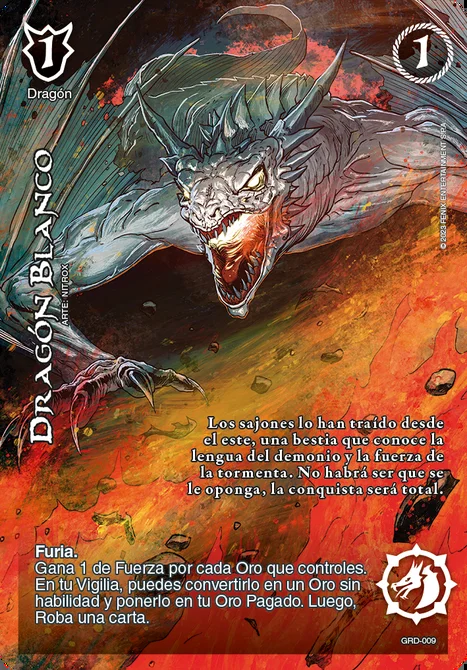 1
1
Dragón
DRAGÓN BLANCO
ARTE: NITROX
© 2023 FENIX ENTERTAINMENT S.P.A.
Los sajones lo han traído desde
el este, una bestia que conoce la
lengua del demonio y la fuerza de
la tormenta. No habrá ser que se
le oponga, la conquista será total.
Furia.
Gana 1 de Fuerza por cada Oro que controles.
En tu Vigilia, puedes convertirlo en un Oro sin
habilidad y ponerlo en tu Oro Pagado. Luego,
Roba una carta.
GRD-009